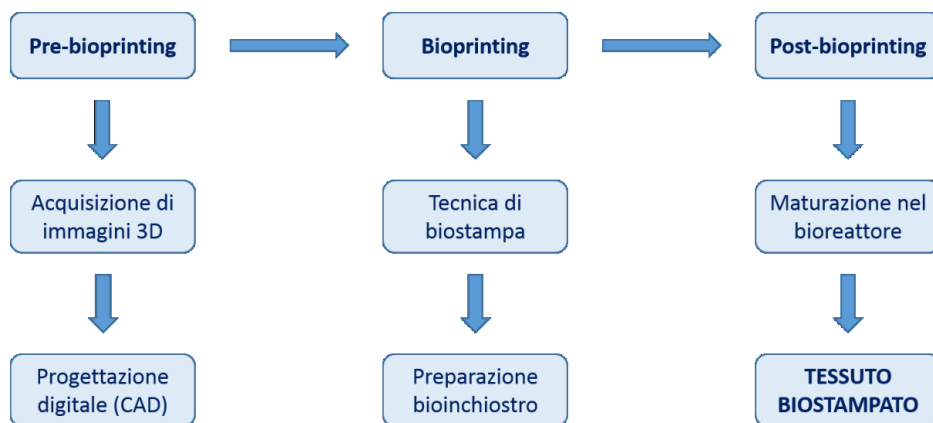 Pre-bioprinting
Bioprinting
Post-bioprinting
Acquisizione di
immagini 3D
Tecnica di
biostampa
Maturazione nel
bioreattore
Progettazione
digitale (CAD)
Preparazione
bioinchiostro
TESSUTO
BIOSTAMPATO